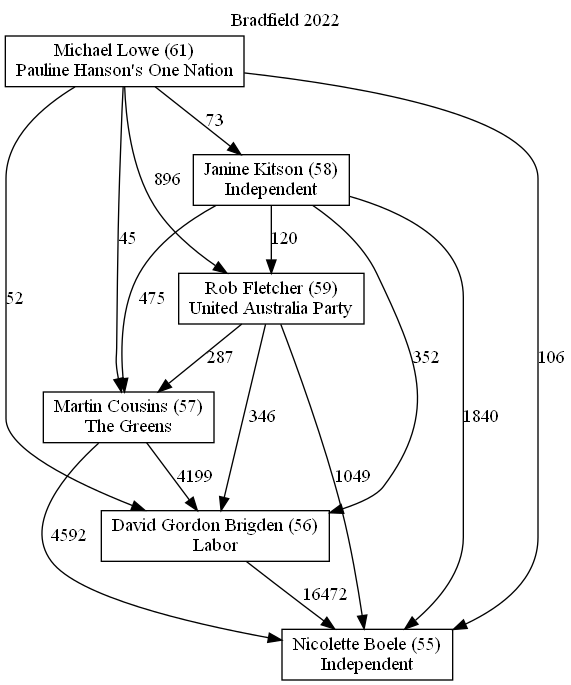 Bradfield 2022
Michael Lowe (61)
Pauline Hanson's One Nation
73
Janine Kitson (58)
Independent
896
45
120
Rob Fletcher (59)
United Australia Party
52
475
287
346
352
106
1840
Martin Cousins (57)
The Greens
4199
1049
4592
David Gordon Brigden (56)
Labor
16472
Nicolette Boele (55)
Independent